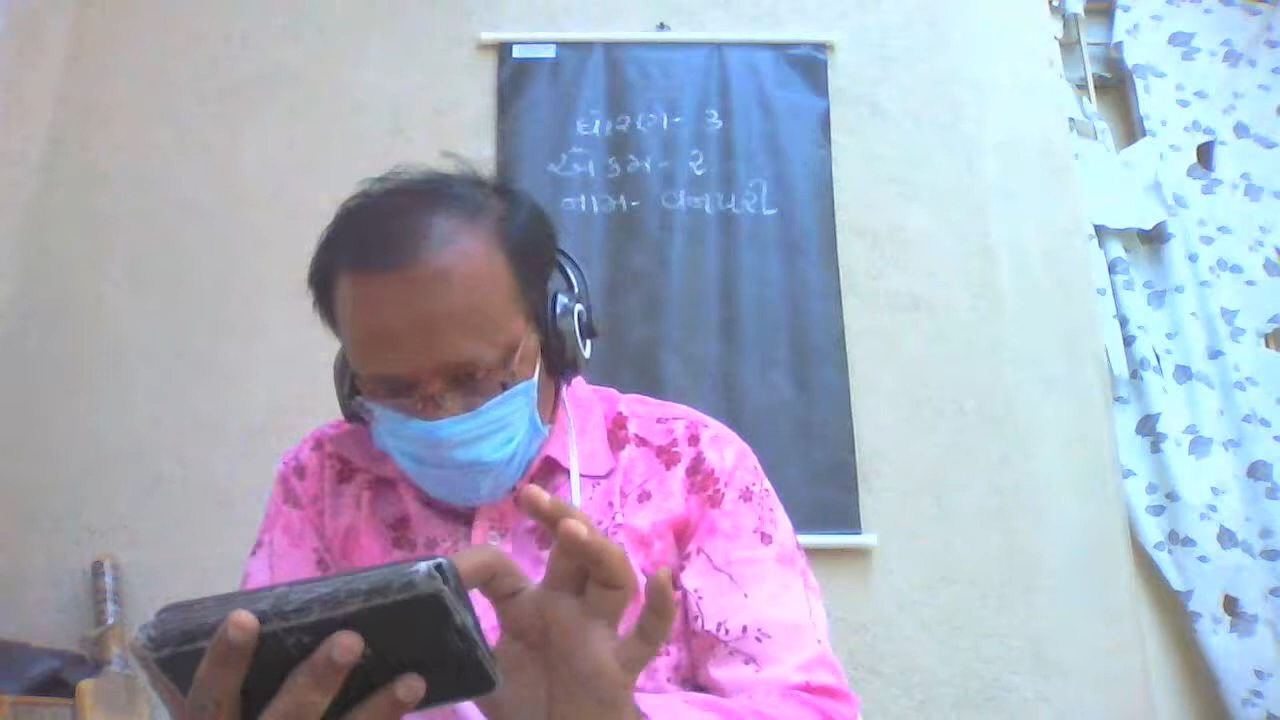 ધોરણ- ૩
એકમ- ૨
નામ- વનપરી